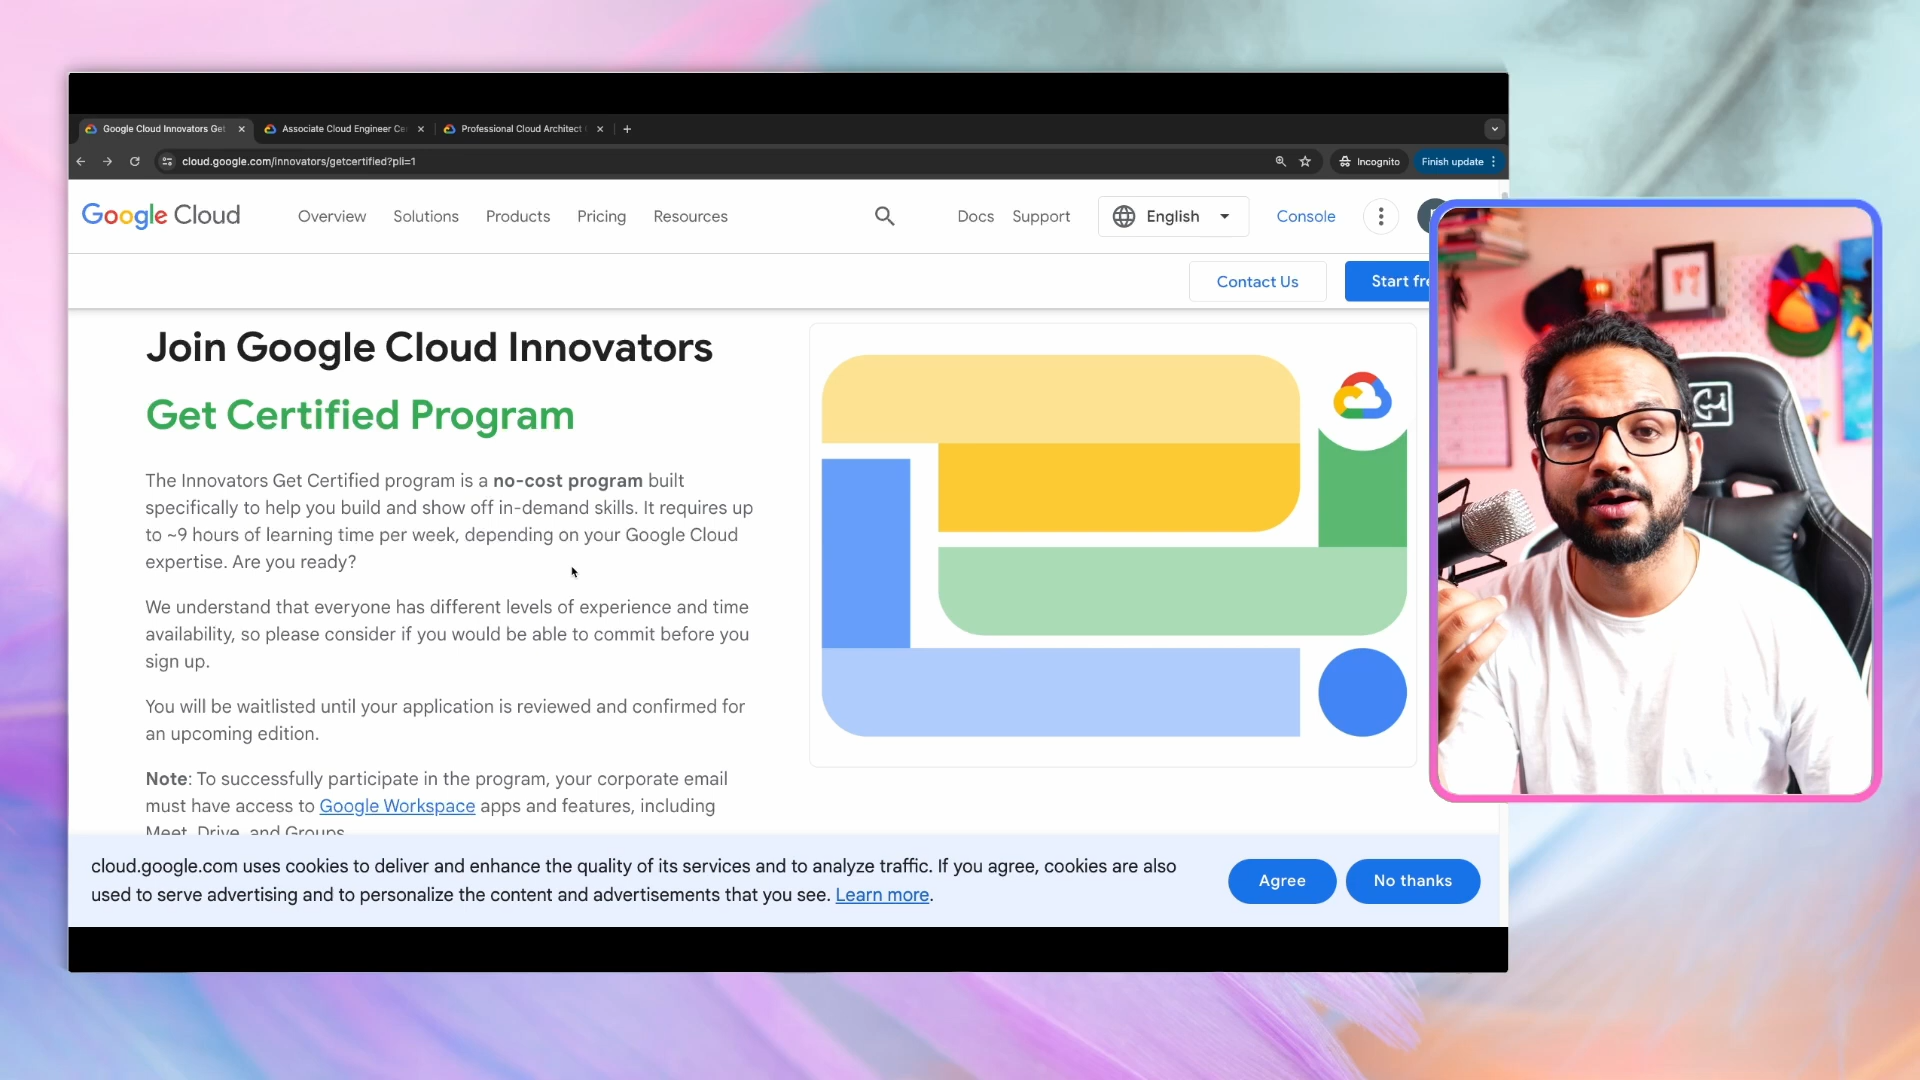 Google Cloud Innovators Get
Associate Cloud Engineer Ce
Professional Cloud Architect
cloud.google.com/innovators/getcertified?pli=1
Incognito
Finish update
Google Cloud
Overview
Solutions
Products
Pricing
Resources
Docs
Support
English
Console
Contact Us
Start fre
Join Google Cloud Innovators
Get Certified Program
The Innovators Get Certified program is a no-cost program built
specifically to help you build and show off in-demand skills. It requires up
to ~9 hours of learning time per week, depending on your Google Cloud
expertise. Are you ready?
We understand that everyone has different levels of experience and time
availability, so please consider if you would be able to commit before you
sign up.
You will be waitlisted until your application is reviewed and confirmed for
an upcoming edition.
Note: To successfully participate in the program, your corporate email
must have access to Google Workspace apps and features, including
Meet, Drive, and Groups.
cloud.google.com uses cookies to deliver and enhance the quality of its services and to analyze traffic. If you agree, cookies are also
used to serve advertising and to personalize the content and advertisements that you see. Learn more.
Agree
No thanks